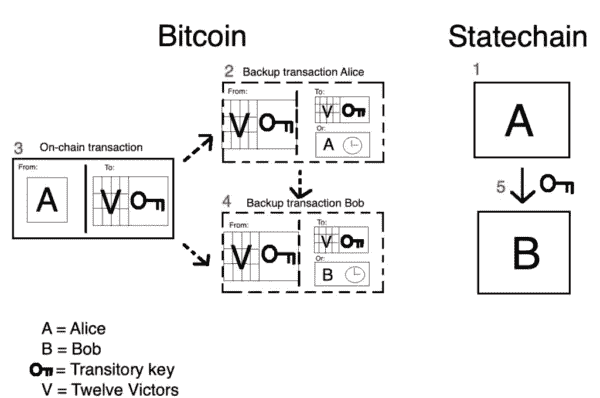 Bitcoin
Statechain
2 Backup transaction Alice
From:
V
To:
V
Or:
A
3 On-chain transaction
From:
A
To:
V
4 Backup transaction Bob
From:
V
To:
V
Or:
B
1
A
5
B
A = Alice
B = Bob
= Transitory key
V = Twelve Victors